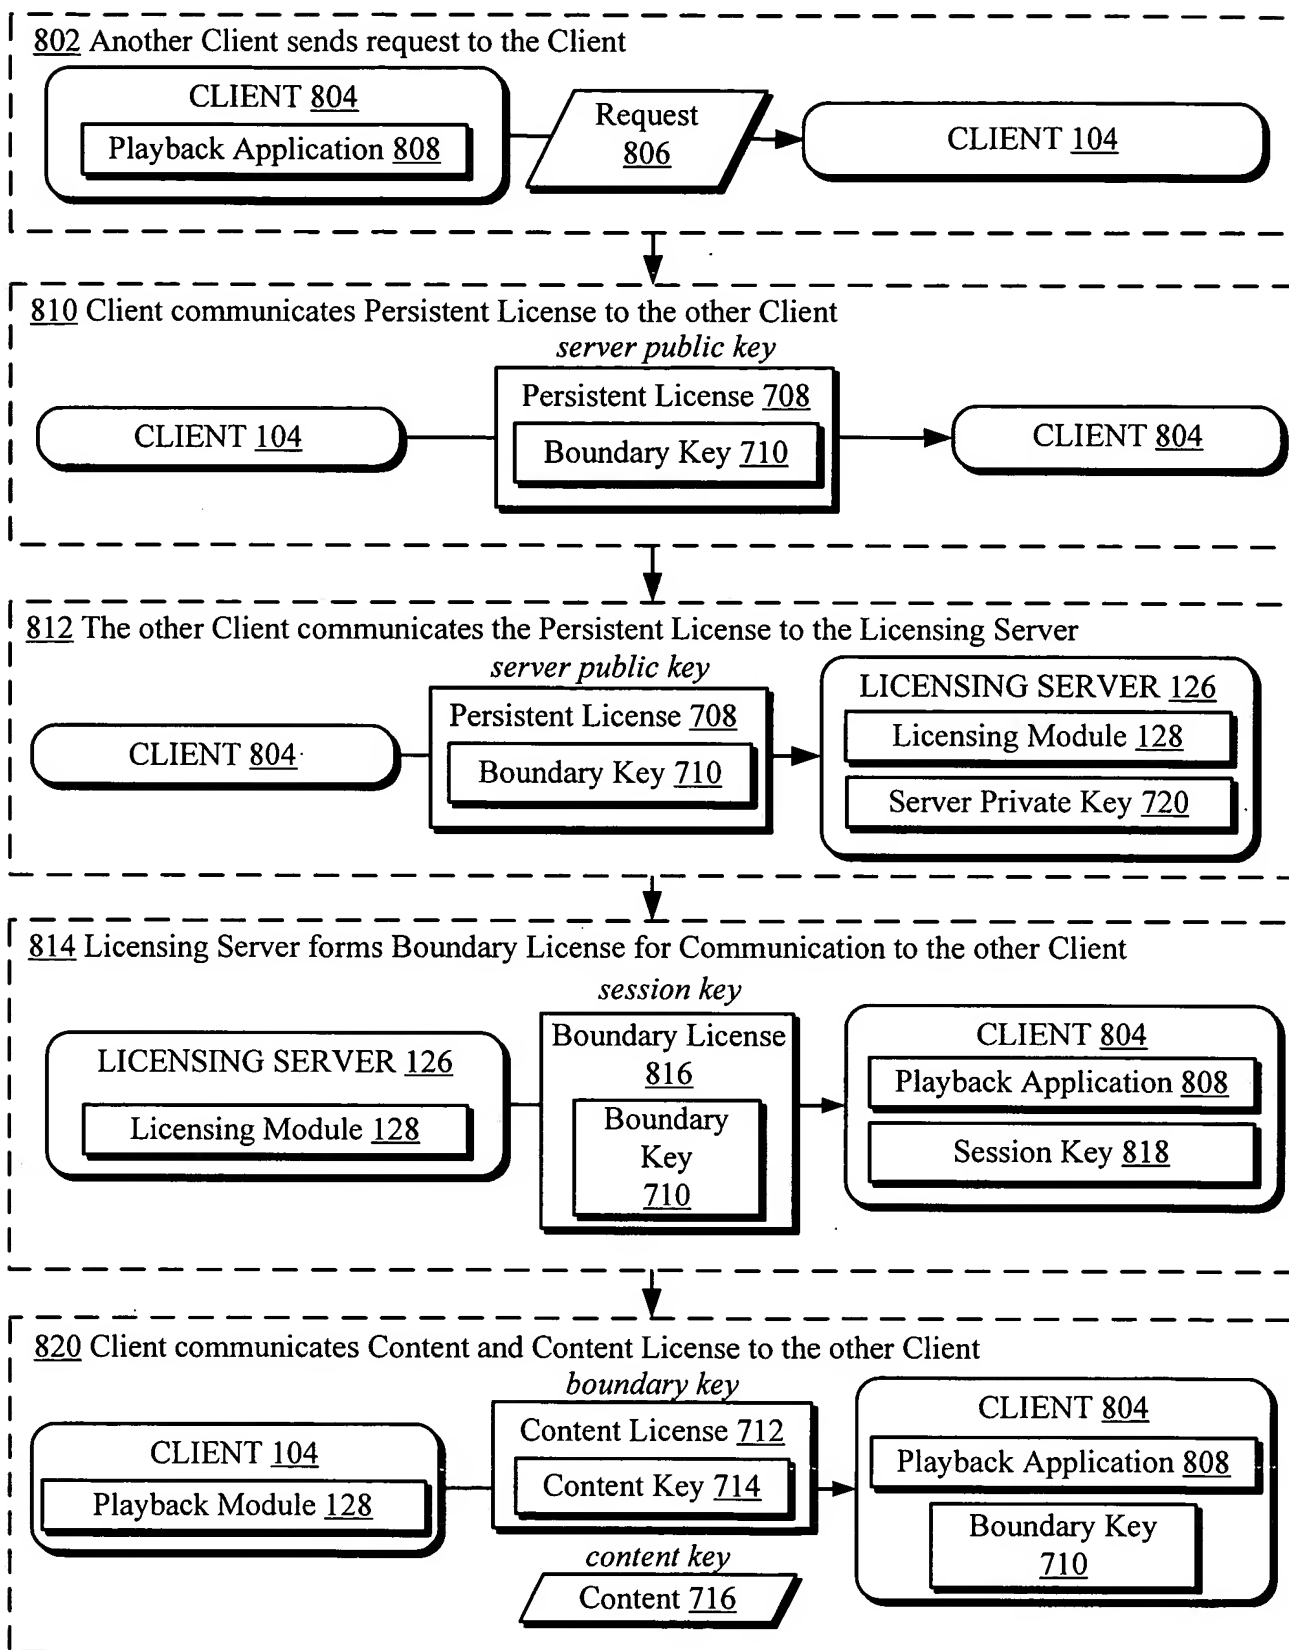 802 Another Client sends request to the Client
CLIENT 804
Playback Application 808
Request
806
CLIENT 104
810 Client communicates Persistent License to the other Client
server public key
CLIENT 104
Persistent License 708
Boundary Key 710
CLIENT 804
812 The other Client communicates the Persistent License to the Licensing Server
server public key
CLIENT 804
Persistent License 708
Boundary Key 710
LICENSING SERVER 126
Licensing Module 128
Server Private Key 720
814 Licensing Server forms Boundary License for Communication to the other Client
session key
LICENSING SERVER 126
Licensing Module 128
Boundary License
816
Boundary
Key
710
CLIENT 804
Playback Application 808
Session Key 818
820 Client communicates Content and Content License to the other Client
boundary key
CLIENT 104
Playback Module 128
Content License 712
Content Key 714
content key
Content 716
CLIENT 804
Playback Application 808
Boundary Key
710